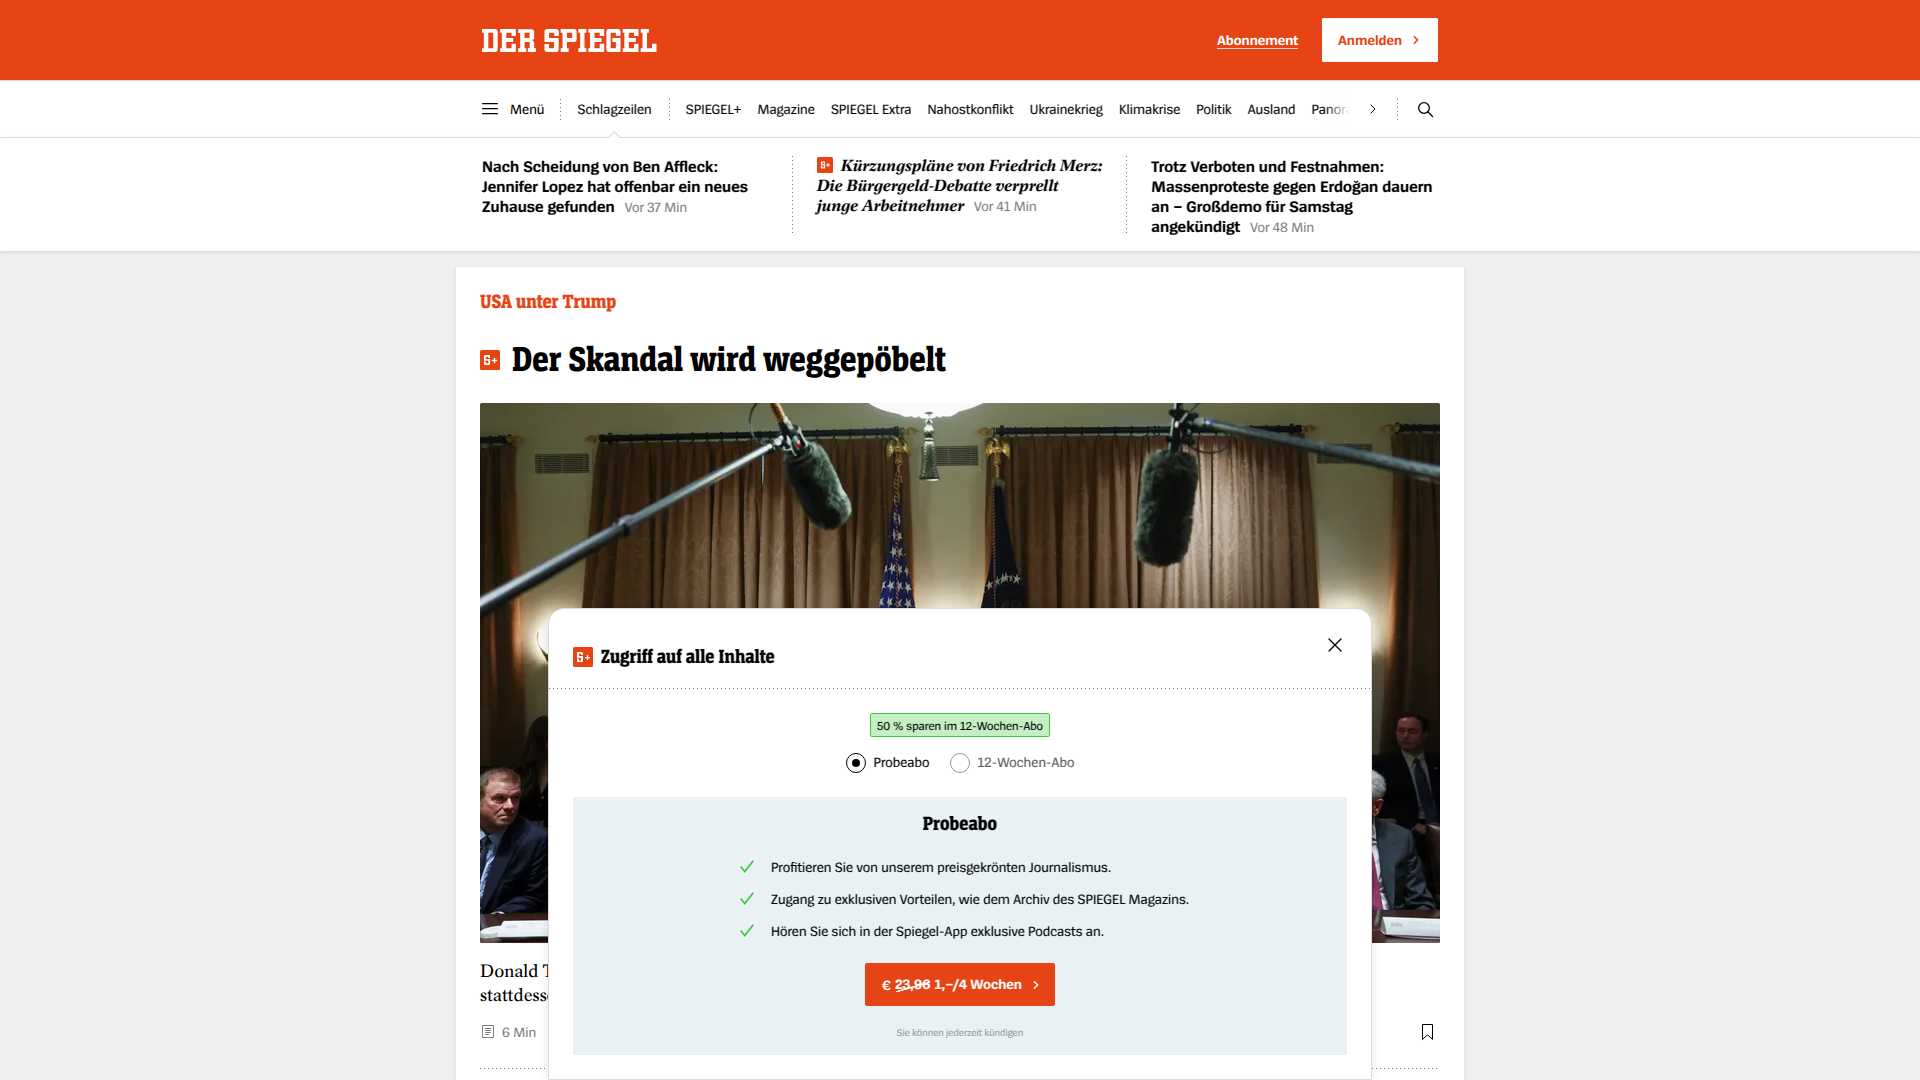 DER SPIEGEL
Abonnement
Anmelden
Menü
Schlagzeilen
SPIEGEL+
Magazine
SPIEGEL Extra
Nahostkonflikt
Ukrainekrieg
Klimakrise
Politik
Ausland
Nach Scheidung von Ben Affleck:
Jennifer Lopez hat offenbar ein neues
Zuhause gefunden Vor 37 Min
Kürzungspläne von Friedrich Merz:
Die Bürgergeld-Debatte verprellt
junge Arbeitnehmer Vor 41 Min
Trotz Verboten und Festnahmen:
Massenproteste gegen Erdoğan dauern
an – Großdemo für Samstag
angekündigt Vor 48 Min
USA unter Trump
Der Skandal wird weggepöbelt
Zugriff auf alle Inhalte
50 % sparen im 12-Wochen-Abo
Probeabo
12-Wochen-Abo
Probeabo
Profitieren Sie von unserem preisgekrönten Journalismus.
Zugang zu exklusiven Vorteilen, wie dem Archiv des SPIEGEL Magazins.
Hören Sie sich in der Spiegel-App exklusive Podcasts an.
€ 23,96 1,–/4 Wochen
Sie können jederzeit kündigen
Donald
6 Min